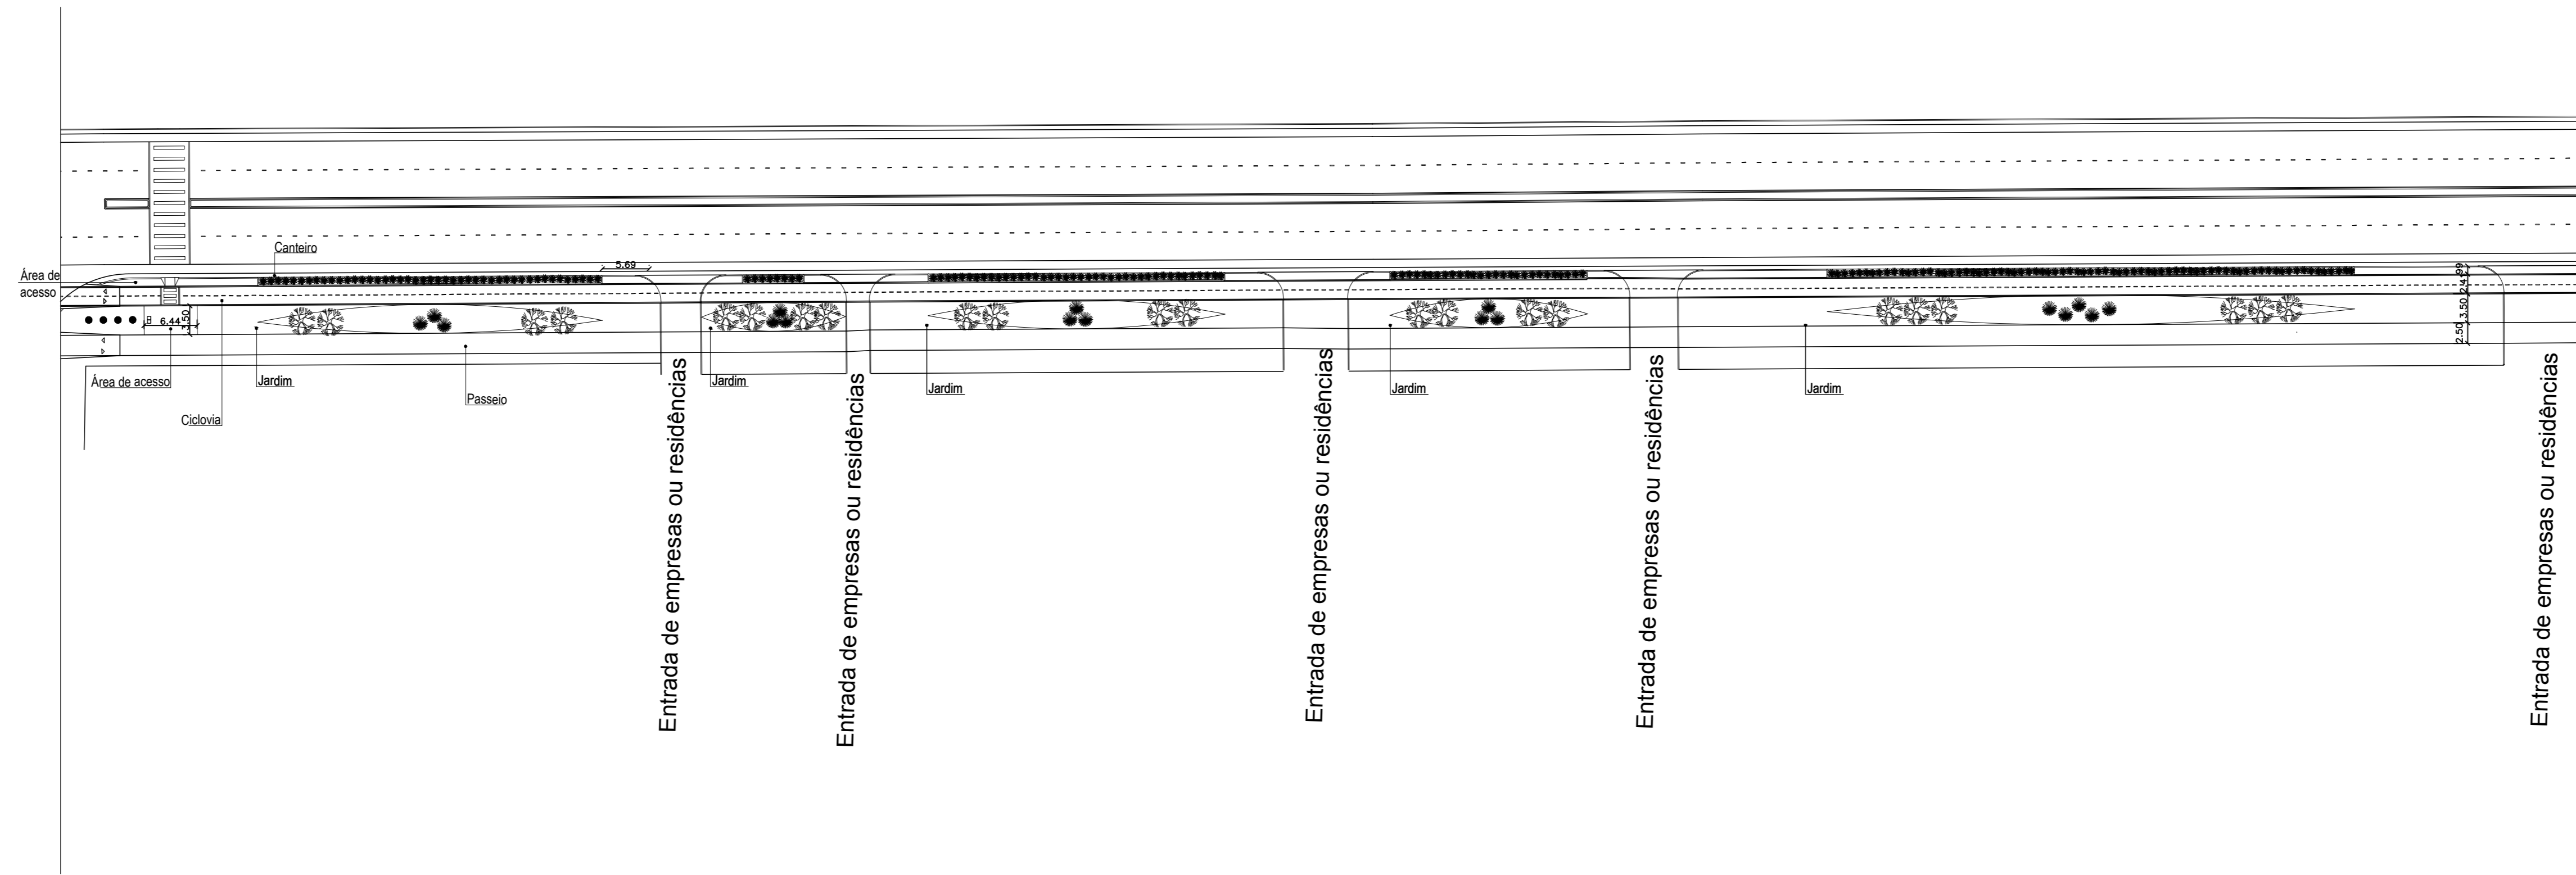 Canteiro
Área de
acesso
5.69
6.44
3.50
.99
2.41
3.50
2.50
Área de acesso
Jardim
Passeio
Ciclovia
Jardim
Jardim
Jardim
Jardim
Entrada de empresas ou residências
Entrada de empresas ou residências
Entrada de empresas ou residências
Entrada de empresas ou residências
Entrada de empresas ou residências